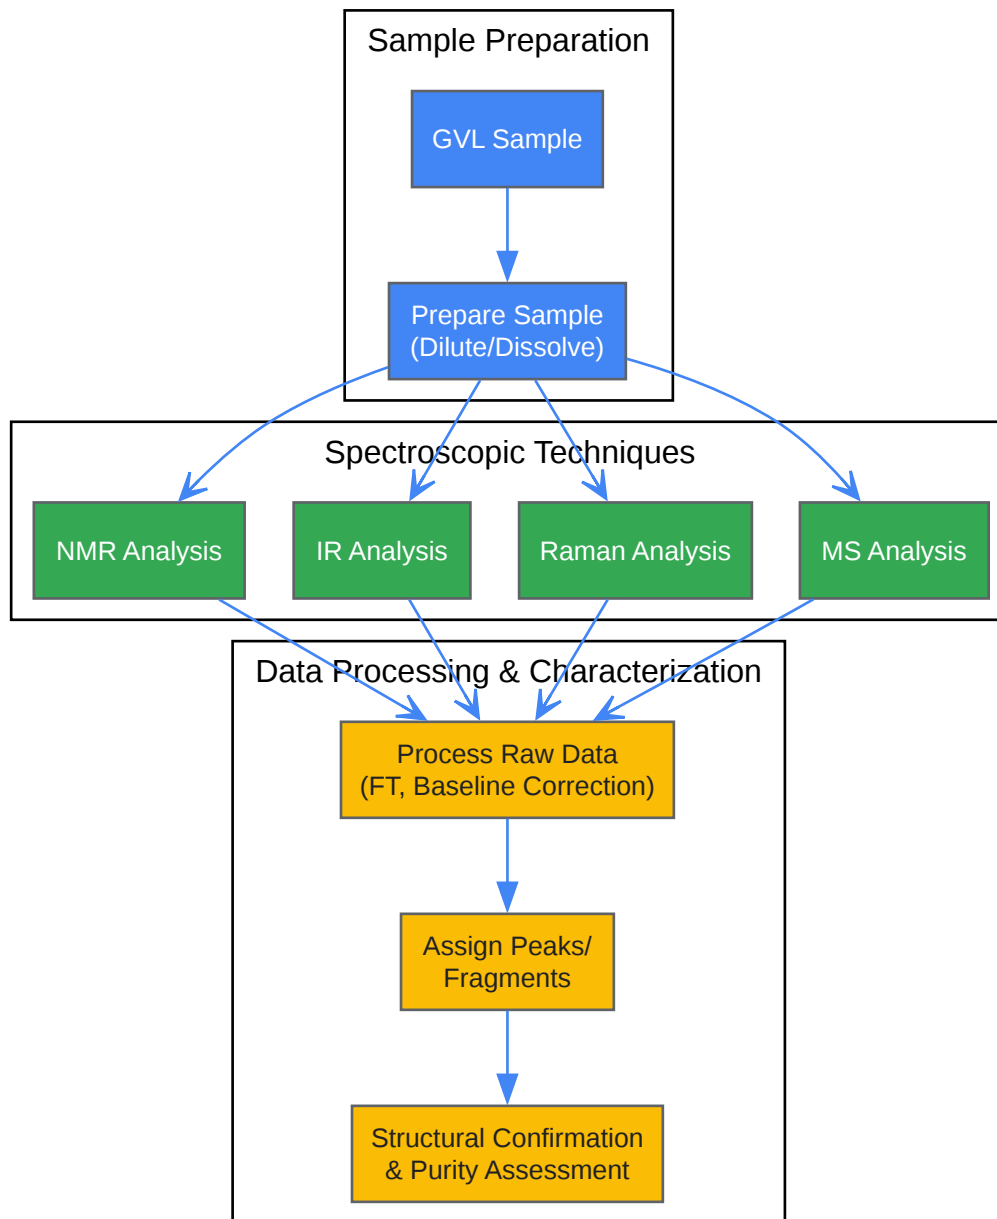 Sample Preparation
GVL Sample
Prepare Sample
(Dilute/Dissolve)
Spectroscopic Techniques
NMR Analysis
IR Analysis
Raman Analysis
MS Analysis
Data Processing & Characterization
Process Raw Data
(FT, Baseline Correction)
Assign Peaks/
Fragments
Structural Confirmation
& Purity Assessment